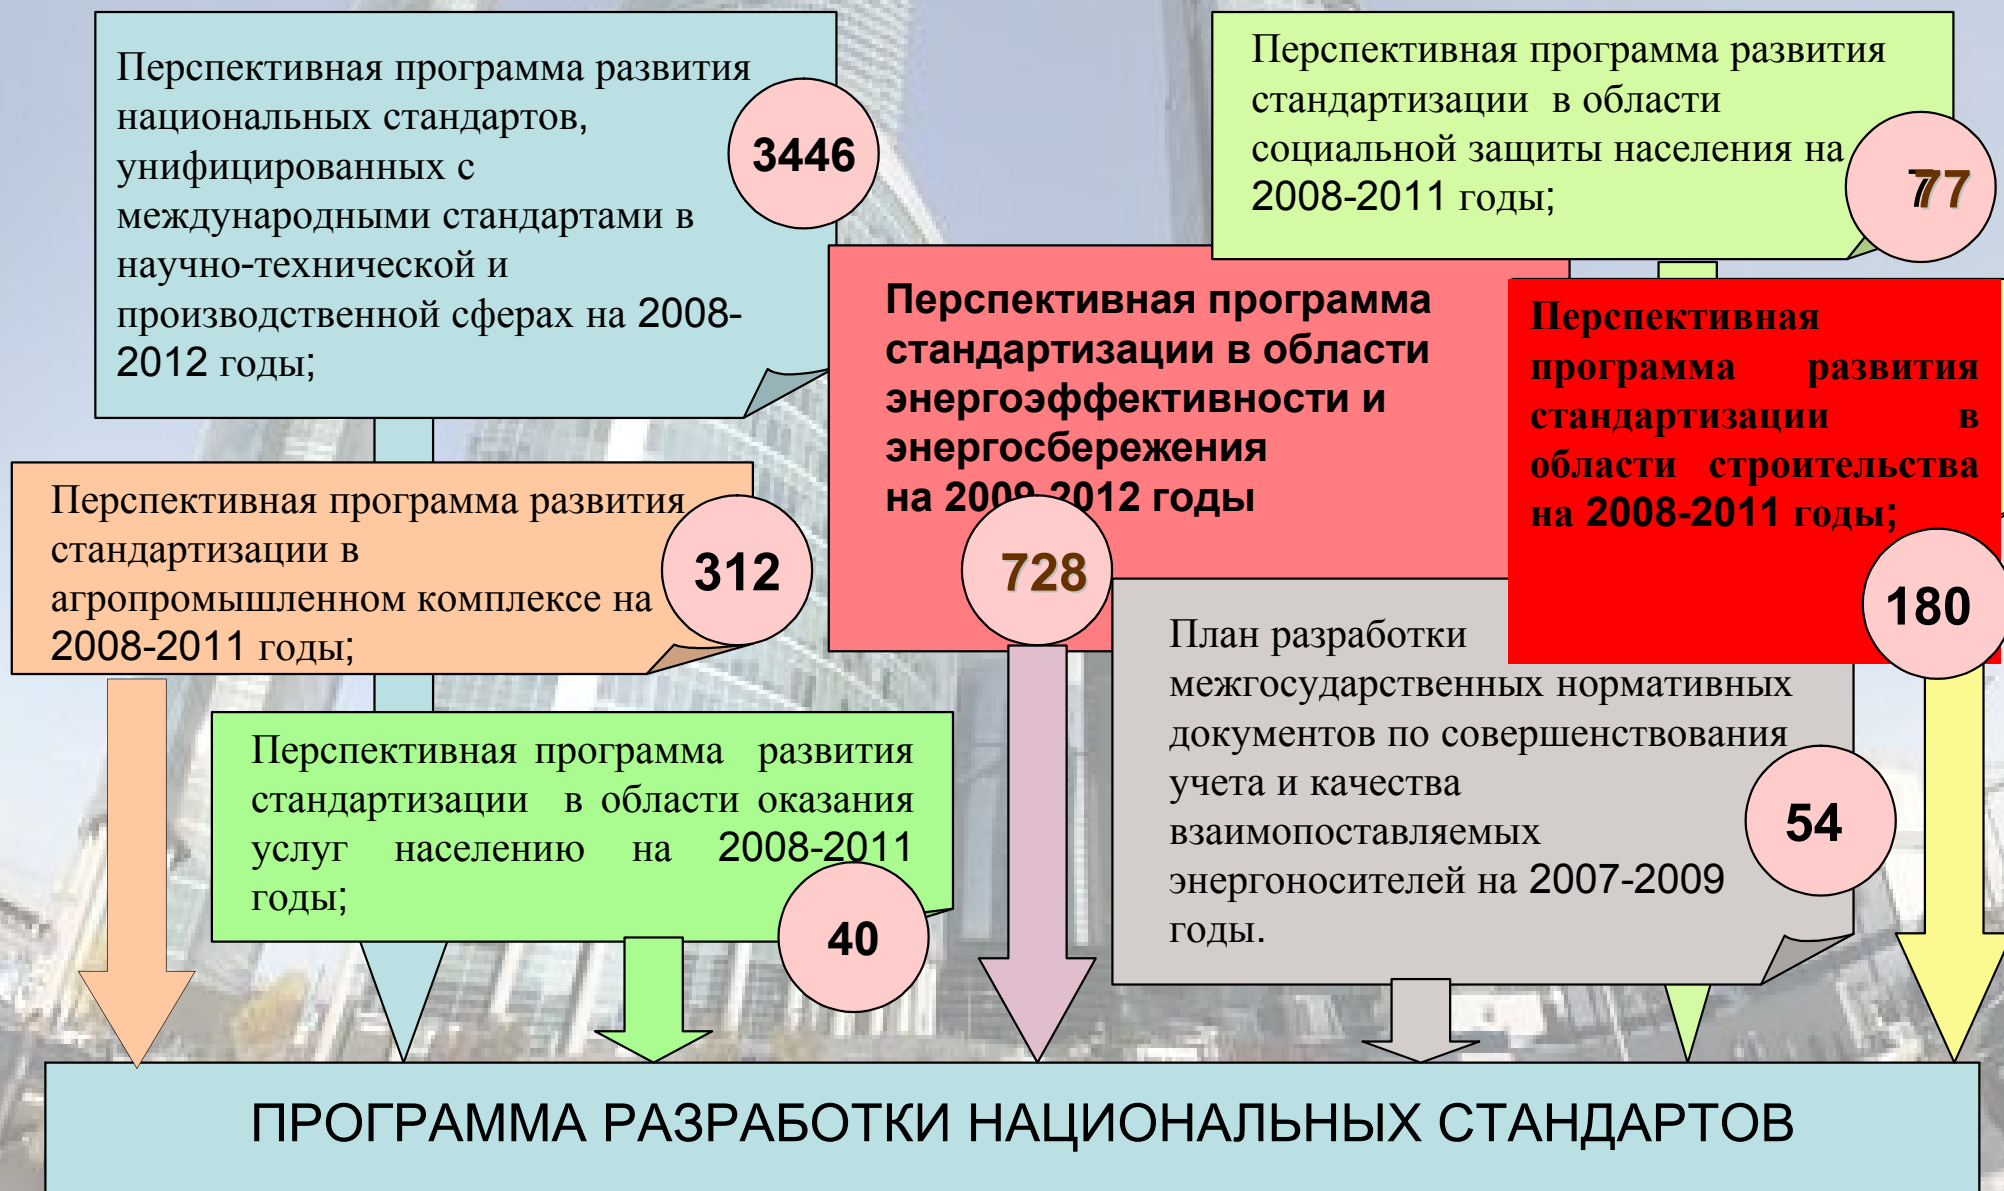 Перспективная программа развития
национальных стандартов,
унифицированных с
международными стандартами в
научно-технической и
производственной сферах на 2008-
2012 годы;
3446
Перспективная программа развития
стандартизации в области
социальной защиты населения на
2008-2011 годы;
77
Перспективная программа
стандартизации в области
энергоэффективности и
энергосбережения
на 2009-2012 годы
728
Перспективная
программа развития
стандартизации в
области строительства
на 2008-2011 годы;
180
Перспективная программа развития
стандартизации в
агропромышленном комплексе на
2008-2011 годы;
312
План разработки
межгосударственных нормативных
документов по совершенствования
учета и качества
взаимопоставляемых
энергоносителей на 2007-2009
годы.
54
Перспективная программа развития
стандартизации в области оказания
услуг населению на 2008-2011
годы;
40
ПРОГРАММА РАЗРАБОТКИ НАЦИОНАЛЬНЫХ СТАНДАРТОВ